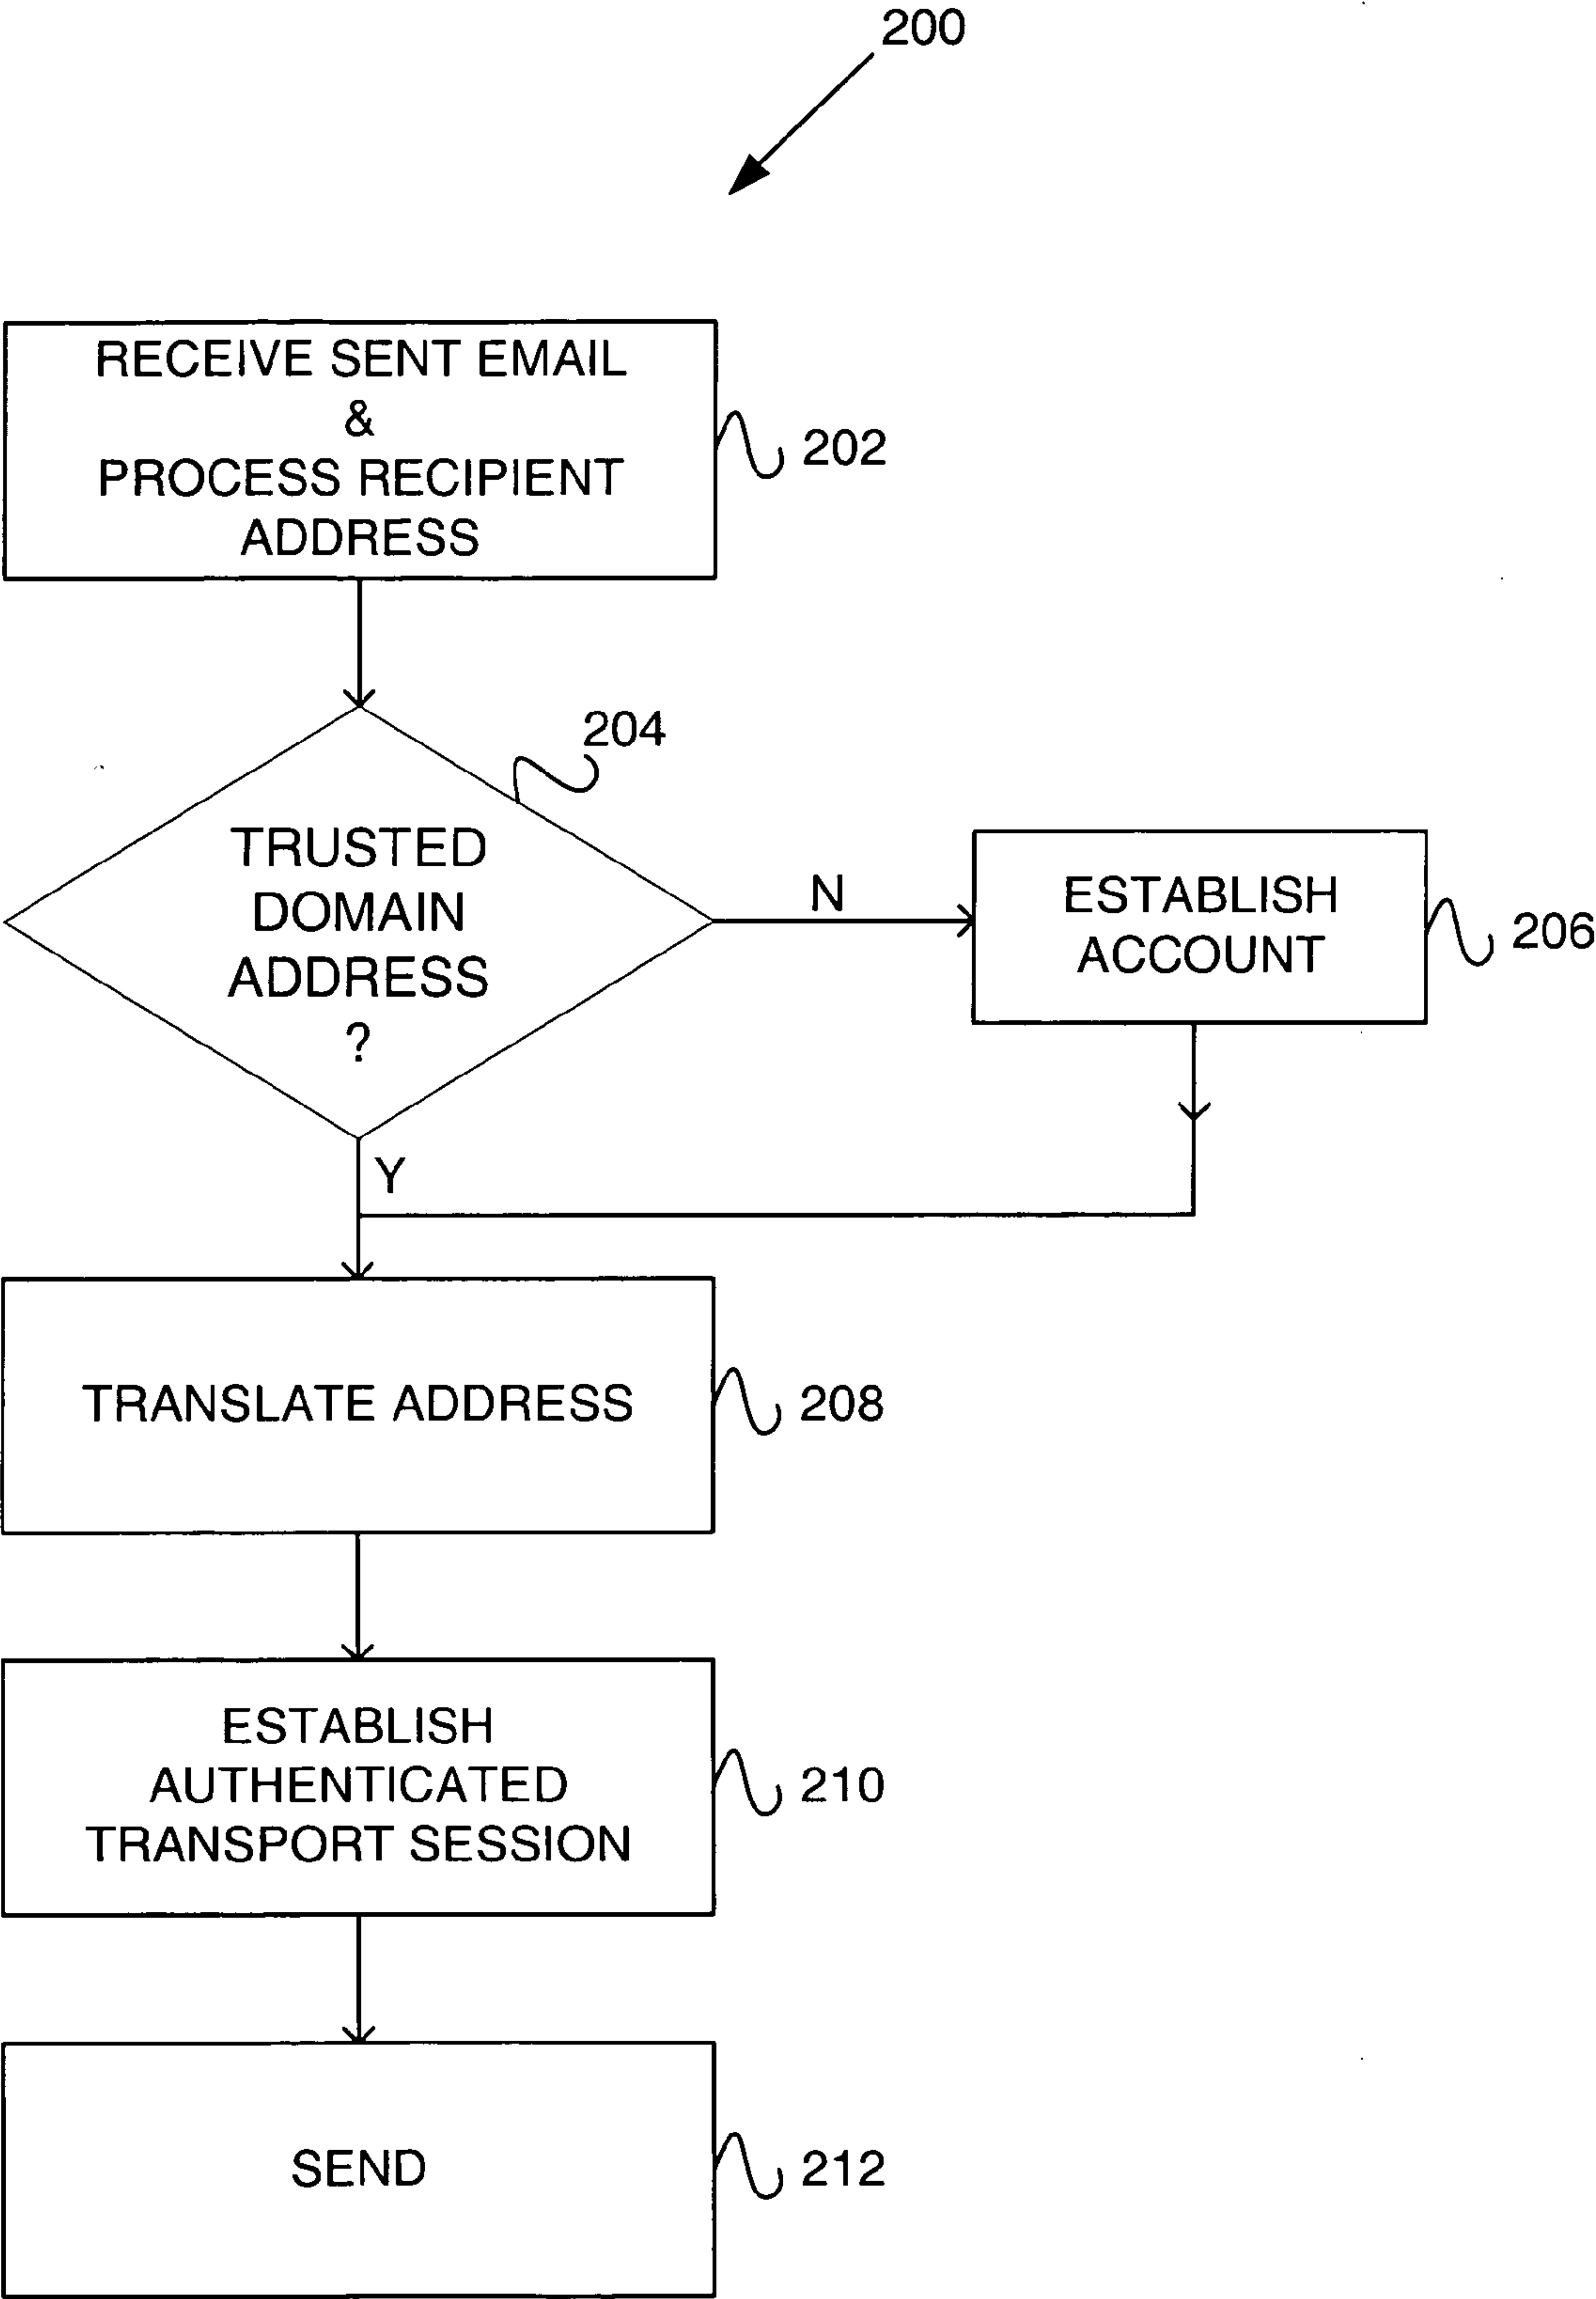 200
RECEIVE SENT EMAIL
&
PROCESS RECIPIENT
ADDRESS
202
204
TRUSTED
DOMAIN
ADDRESS
?
N
ESTABLISH
ACCOUNT
206
Y
TRANSLATE ADDRESS
208
ESTABLISH
AUTHENTICATED
TRANSPORT SESSION
210
SEND
212